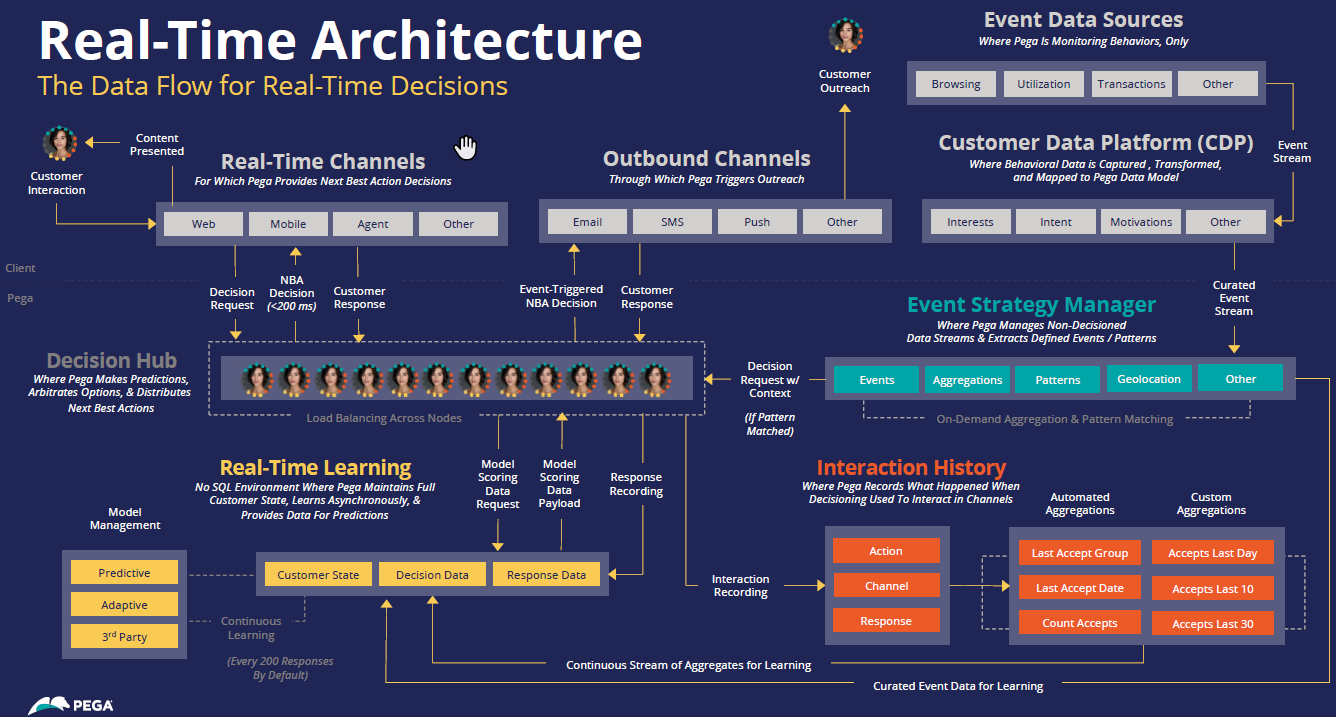 Real-Time Architecture
The Data Flow for Real-Time Decisions
Customer
Outreach
Event Data Sources
Where Pega Is Monitoring Behaviors, Only
Browsing
Utilization
Transactions
Other
Content
Presented
Customer
Interaction
Real-Time Channels
For Which Pega Provides Next Best Action Decisions
Web
Mobile
Agent
Other
Outbound Channels
Through Which Pega Triggers Outreach
Email
SMS
Push
Other
Customer Data Platform (CDP)
Where Behavioral Data is Captured , Transformed,
and Mapped to Pega Data Model
Event
Stream
Interests
Intent
Motivations
Other
Client
Pega
Decision
Request
NBA
Decision
(<200 ms)
Customer
Response
Event-Triggered
NBA Decision
Customer
Response
Curated
Event
Stream
Event Strategy Manager
Where Pega Manages Non-Decisioned
Data Streams & Extracts Defined Events / Patterns
Decision Hub
Where Pega Makes Predictions,
Arbitrates Options, & Distributes
Next Best Actions
Load Balancing Across Nodes
Decision
Request w/
Context
(If Pattern
Matched)
Events
Aggregations
Patterns
Geolocation
Other
On-Demand Aggregation & Pattern Matching
Real-Time Learning
No SQL Environment Where Pega Maintains Full
Customer State, Learns Asynchronously, &
Provides Data For Predictions
Model
Scoring
Data
Request
Model
Scoring
Data
Payload
Response
Recording
Interaction History
Where Pega Records What Happened When
Decisioning Used To Interact in Channels
Automated
Aggregations
Custom
Aggregations
Model
Management
Predictive
Adaptive
3rd Party
Customer State
Decision Data
Response Data
Continuous
Learning
(Every 200 Responses
By Default)
Interaction
Recording
Action
Channel
Response
Last Accept Group
Last Accept Date
Count Accepts
Accepts Last Day
Accepts Last 10
Accepts Last 30
Continuous Stream of Aggregates for Learning
Curated Event Data for Learning
PEGA